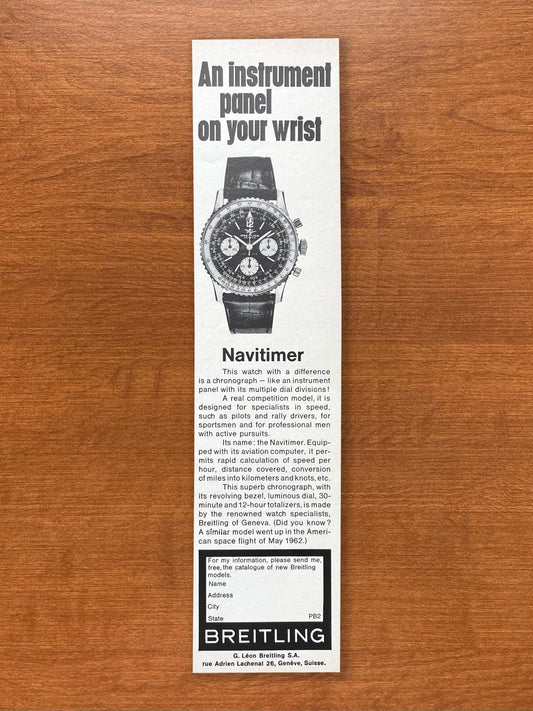 An instrument
panel
on your wrist
BREITLING
Navitimer
This watch with a difference
is a chronograph — like an instrument
panel with its multiple dial divisions!
A real competition model, it is
designed for specialists in speed,
such as pilots and rally drivers, for
sportsmen and for professional men
with active pursuits.
Its name: the Navitimer. Equip-
ped with its aviation computer, it per-
mits rapid calculation of speed per
hour, distance covered, conversion
of miles into kilometers and knots, etc.
This superb chronograph, with
its revolving bezel, luminous dial, 30-
minute and 12-hour totalizers, is made
by the renowned watch specialists,
Breitling of Geneva. (Did you know?
A similar model went up in the Ameri-
can space flight of May 1962.)
For my information, please send me,
free, the catalogue of new Breitling
models.
Name
Address
City
State PB2
BREITLING
G. Léon Breitling S.A.
rue Adrien Lachenal 26, Genève, Suisse.